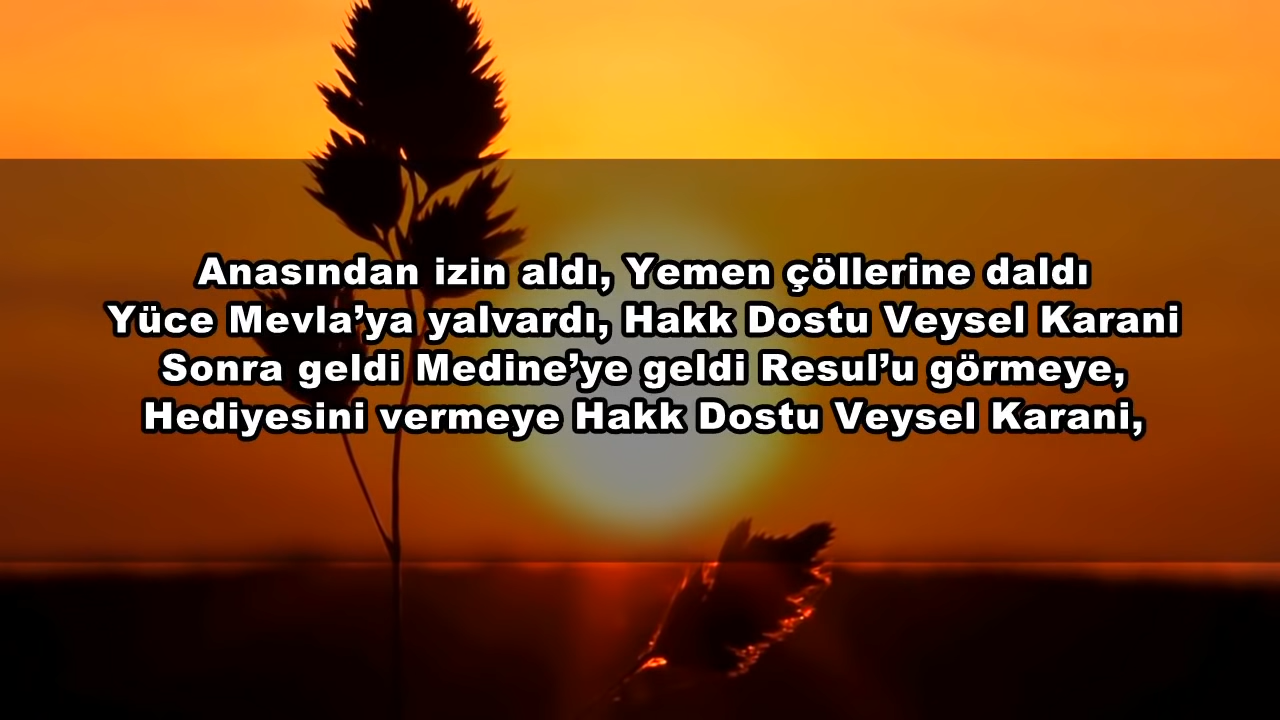 Anasından izin aldı, Yemen çöllerine daldı
Yüce Mevla’ya yalvardı, Hakk Dostu Veysel Karani
Sonra geldi Medine’ye geldi Resul’u görmeye,
Hediyesini vermeye Hakk Dostu Veysel Karani,